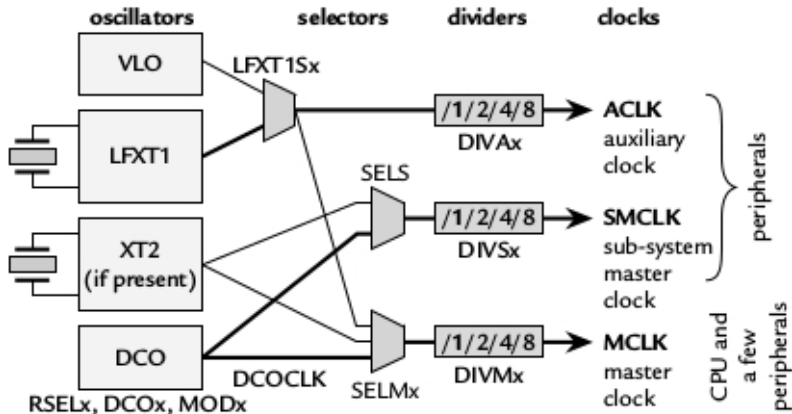 oscillators selectors dividers clocks
VLO
LFXT1Sx
LFXT1
/1/2/4/8
DIVAx
ACLK
auxiliary
clock
SELS
XT2
(if present)
/1/2/4/8
DIVSx
SMCLK
sub-system
master
clock
peripherals
DCO
DCOCLK
RSELx, DCOx, MODx
SELMx
/1/2/4/8
DIVMx
MCLK
master
clock
CPU and
a few
peripherals